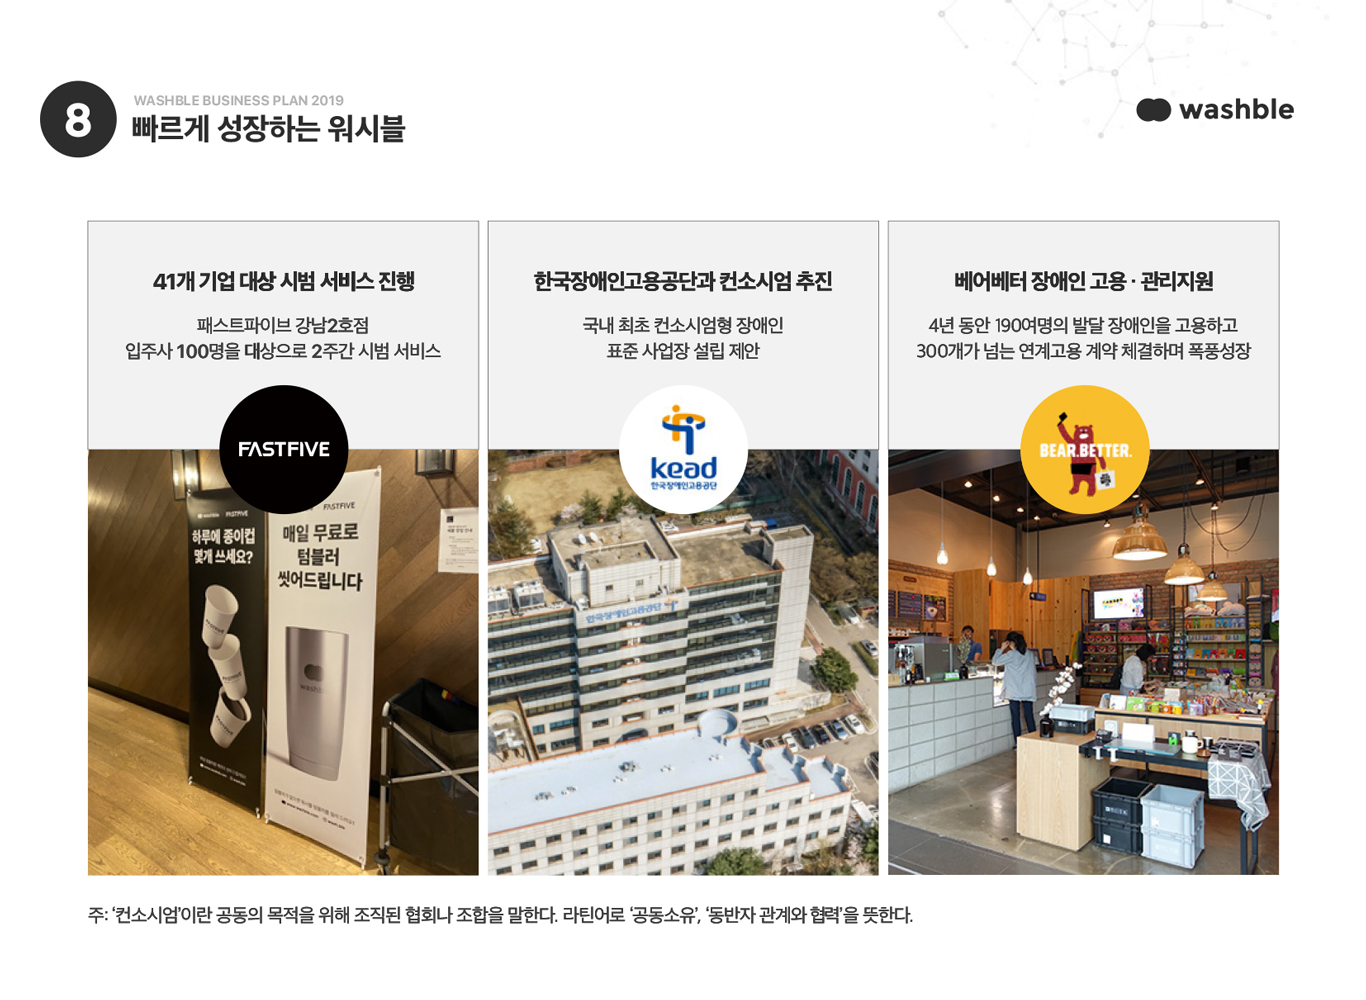 8
WASHBLE BUSINESS PLAN 2019
빠르게 성장하는 워시블
washble
41개 기업 대상 시범 서비스 진행
패스트파이브 강남2호점
입주사 100명을 대상으로 2주간 시범 서비스
FASTFIVE
한국장애인고용공단과 컨소시엄 추진
국내 최초 컨소시엄형 장애인
표준 사업장 설립 제안
kead
한국장애인고용공단
베어베터 장애인 고용 · 관리지원
4년 동안 190여명의 발달 장애인을 고용하고
300개가 넘는 연계고용 계약 체결하며 폭풍성장
BEAR.BETTER.
washble FASTFIVE
하루에 종이컵
몇개 쓰세요?
FASTFIVE
매일 무료로
텀블러
씻어드립니다
washble
한국장애인고용공단
주: ‘컨소시엄’이란 공동의 목적을 위해 조직된 협회나 조합을 말한다. 라틴어로 ‘공동소유’, ‘동반자 관계와 협력’을 뜻한다.